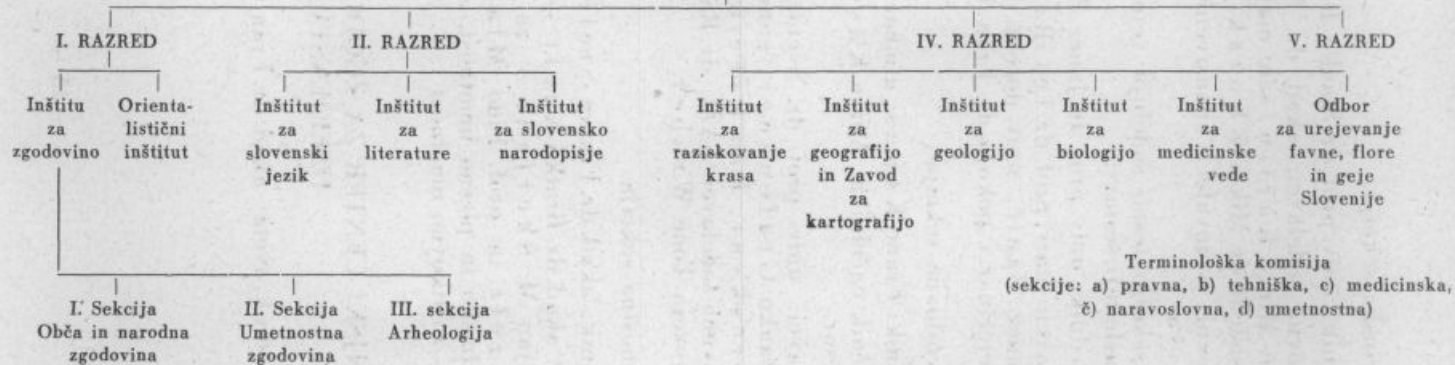 I. RAZRED
II. RAZRED
IV. RAZRED
V. RAZRED
Inštitu
za
zgodovino
Orienta-
listični
inštitut
Inštitut
za
slovenski
jezik
Inštitut
za
literature
Inštitut
za slovensko
narodopisje
Inštitut
za
raziskovanje
krasa
Inštitut
za
geografijo
in Zavod
za
kartografijo
Inštitut
za
geologijo
Inštitut
za
biologijo
Inštitut
za
medicinske
vede
Odbor
za urejevanje
favne, flore
in geje
Slovenije
I. Sekcija
Obča in narodna
zgodovina
II. Sekcija
Umetnostna
zgodovina
III. sekcija
Arheologija
Terminološka komisija
(sekcije: a) pravna, b) tehniška, c) medicinska,
č) naravoslovna, d) umetnostna)